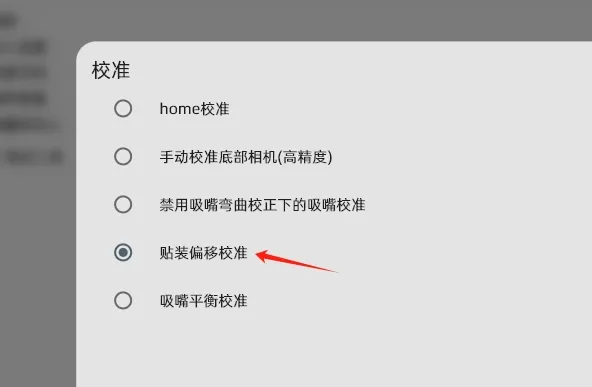 校准
home校准
手动校准底部相机(高精度)
禁用吸嘴弯曲校正下的吸嘴校准
贴装偏移校准
吸嘴平衡校准